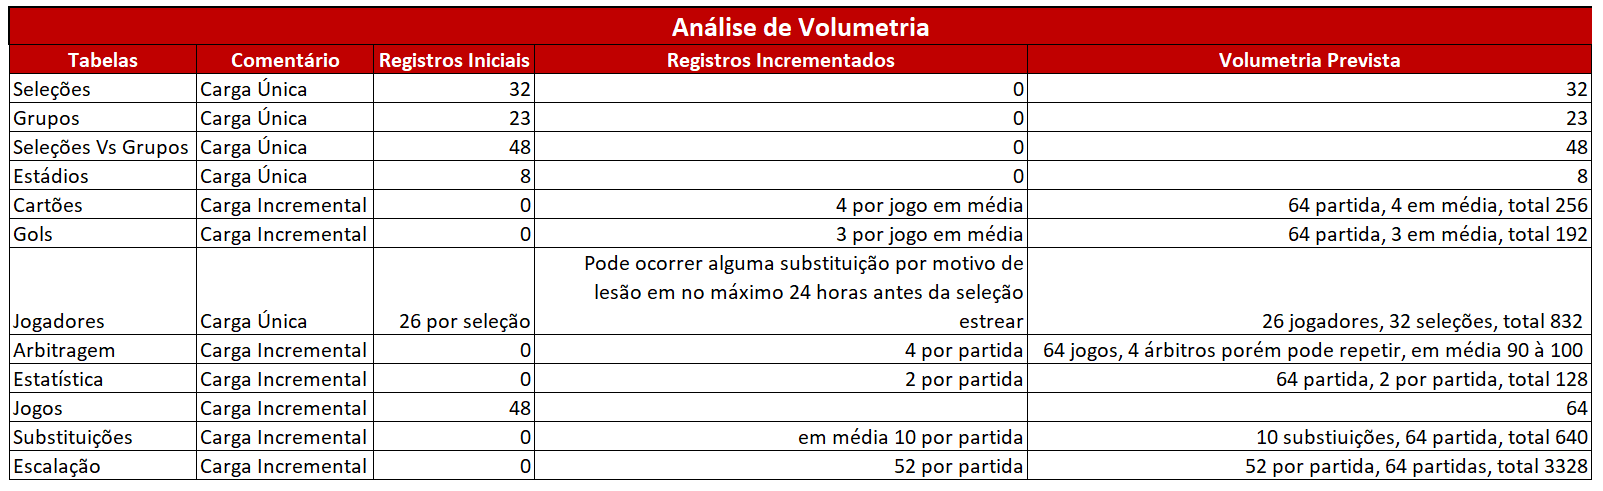 Análise de Volumetria
Tabelas Comentário Registros Iniciais Registros Incrementados Volumetria Prevista
Seleções Carga Única 32 0 32
Grupos Carga Única 23 0 23
Seleções Vs Grupos Carga Única 48 0 48
Estádios Carga Única 8 0 8
Cartões Carga Incremental 0 4 por jogo em média 64 partida, 4 em média, total 256
Gols Carga Incremental 0 3 por jogo em média 64 partida, 3 em média, total 192
Pode ocorrer alguma substituição por motivo de
lesão em no máximo 24 horas antes da seleção
Jogadores Carga Única 26 por seleção estrear 26 jogadores, 32 seleções, total 832
Arbitragem Carga Incremental 0 4 por partida 64 jogos, 4 árbitros porém pode repetir, em média 90 à 100
Estatística Carga Incremental 0 2 por partida 64 partida, 2 por partida, total 128
Jogos Carga Incremental 48 64
Substituições Carga Incremental 0 em média 10 por partida 10 substiuições, 64 partida, total 640
Escalação Carga Incremental 0 52 por partida 52 por partida, 64 partidas, total 3328